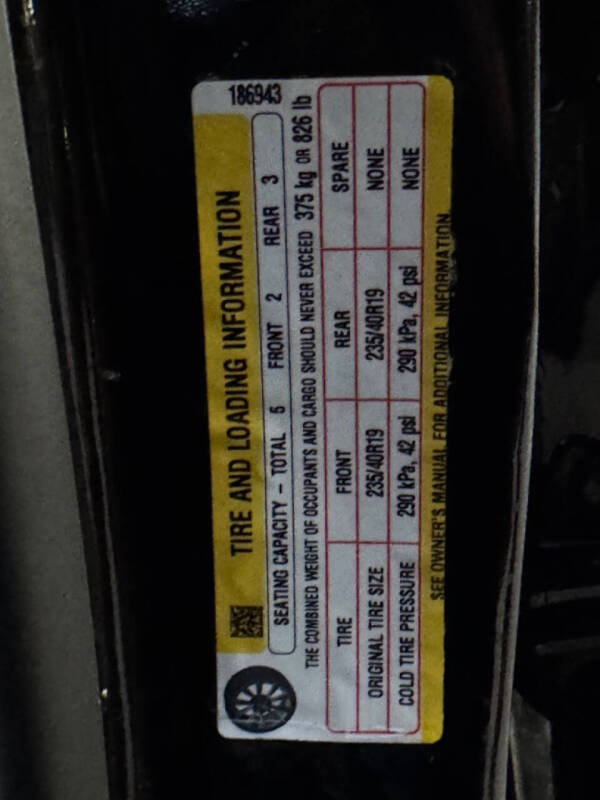 186943
TIRE AND LOADING INFORMATION
SEATING CAPACITY – TOTAL 5 FRONT 2 REAR 3
THE COMBINED WEIGHT OF OCCUPANTS AND CARGO SHOULD NEVER EXCEED 375 kg OR 826 lb
TIRE FRONT REAR SPARE
ORIGINAL TIRE SIZE 235/40R19 235/40R19 NONE
COLD TIRE PRESSURE 290 kPa, 42 psi 290 kPa, 42 psi NONE
SEE OWNER'S MANUAL FOR ADDITIONAL INFORMATION